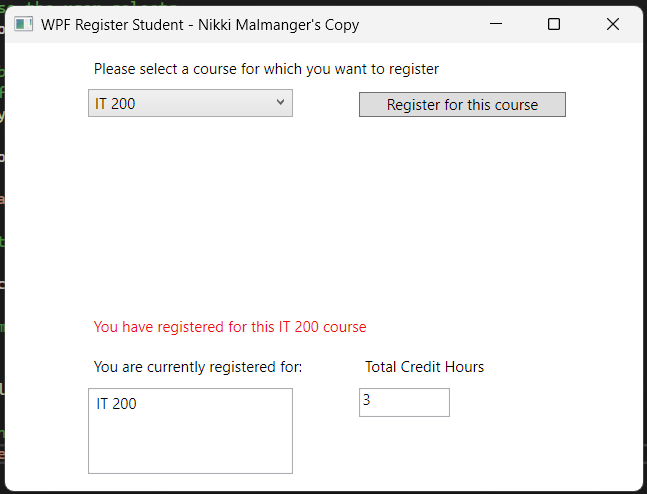 WPF Register Student - Nikki Malmanger's Copy
Please select a course for which you want to register
IT 200
Register for this course
You have registered for this IT 200 course
You are currently registered for:
Total Credit Hours
IT 200
3